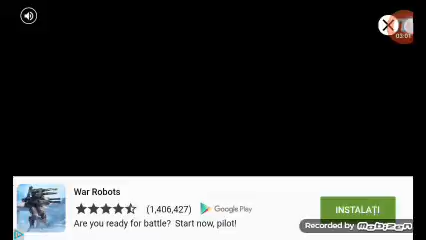 03:01
War Robots
(1,406,427) Google Play
Are you ready for battle? Start now, pilot!
INSTALAȚI
Recorded by Mobizen